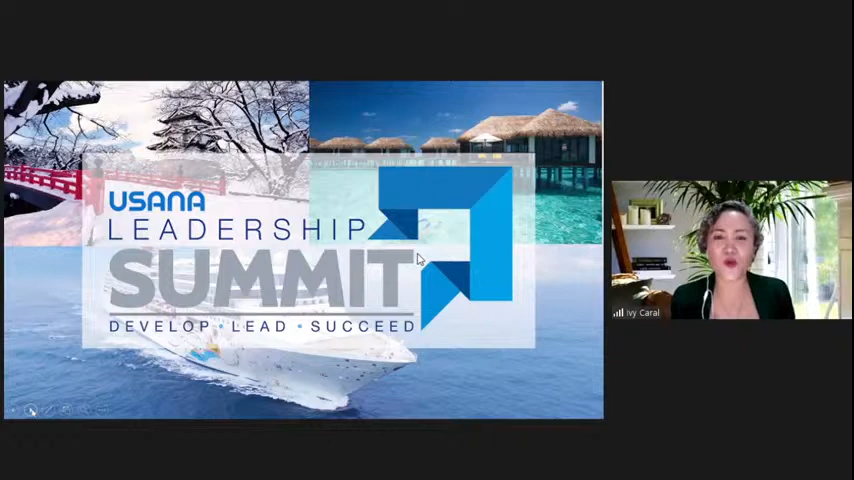 USANA
LEADERSHIP
SUMMIT
DEVELOP • LEAD • SUCCEED
Ivy Caral